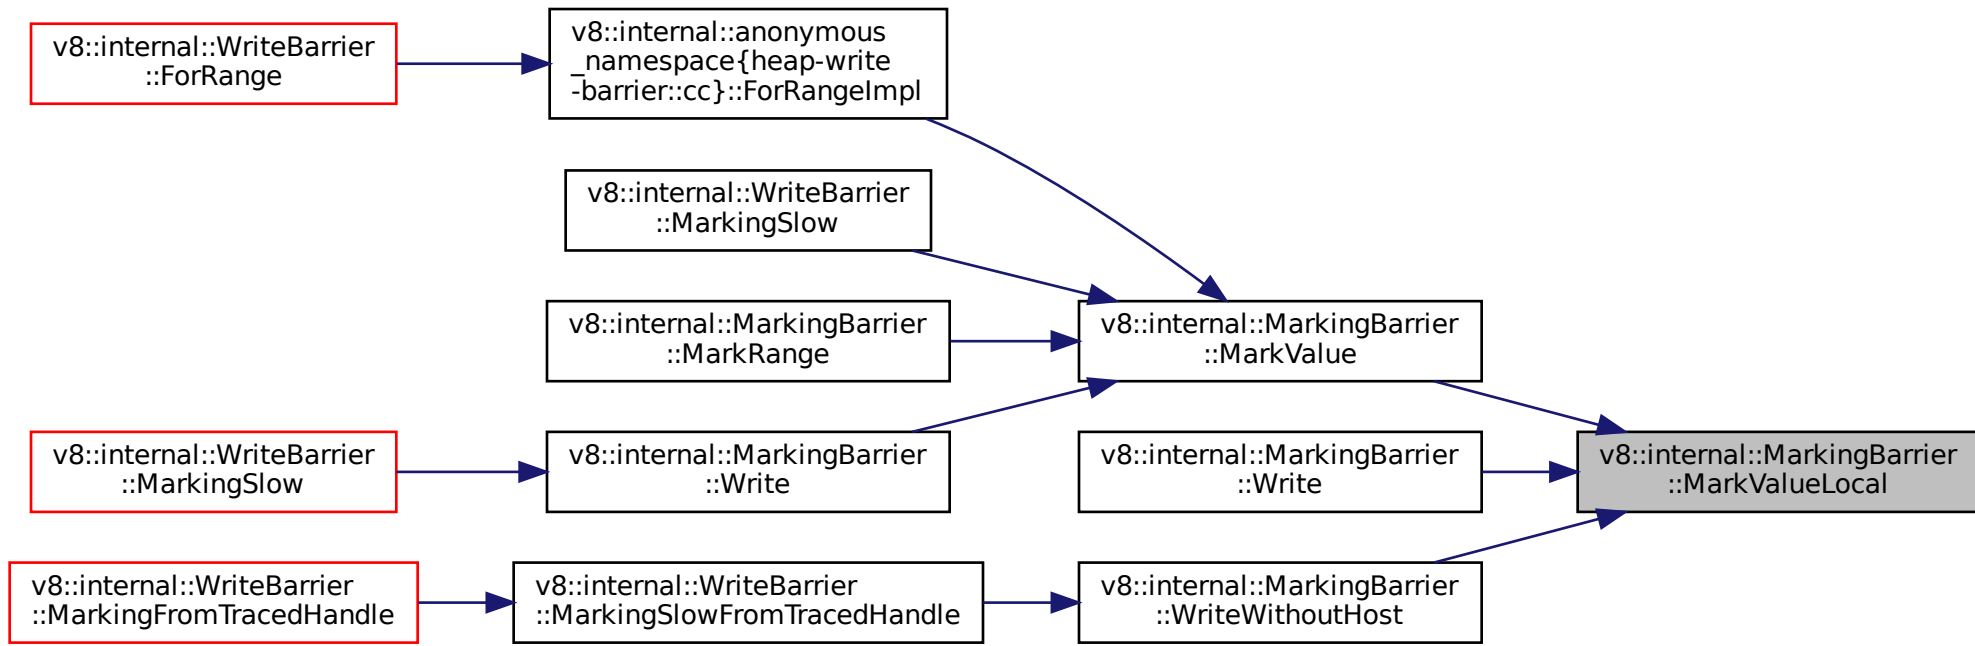 v8::internal::WriteBarrier
::ForRange
v8::internal::anonymous
_namespace{heap-write
-barrier::cc}::ForRangeImpl
v8::internal::WriteBarrier
::MarkingSlow
v8::internal::MarkingBarrier
::MarkRange
v8::internal::MarkingBarrier
::MarkValue
v8::internal::WriteBarrier
::MarkingSlow
v8::internal::MarkingBarrier
::Write
v8::internal::MarkingBarrier
::Write
v8::internal::MarkingBarrier
::MarkValueLocal
v8::internal::WriteBarrier
::MarkingFromTracedHandle
v8::internal::WriteBarrier
::MarkingSlowFromTracedHandle
v8::internal::MarkingBarrier
::WriteWithoutHost